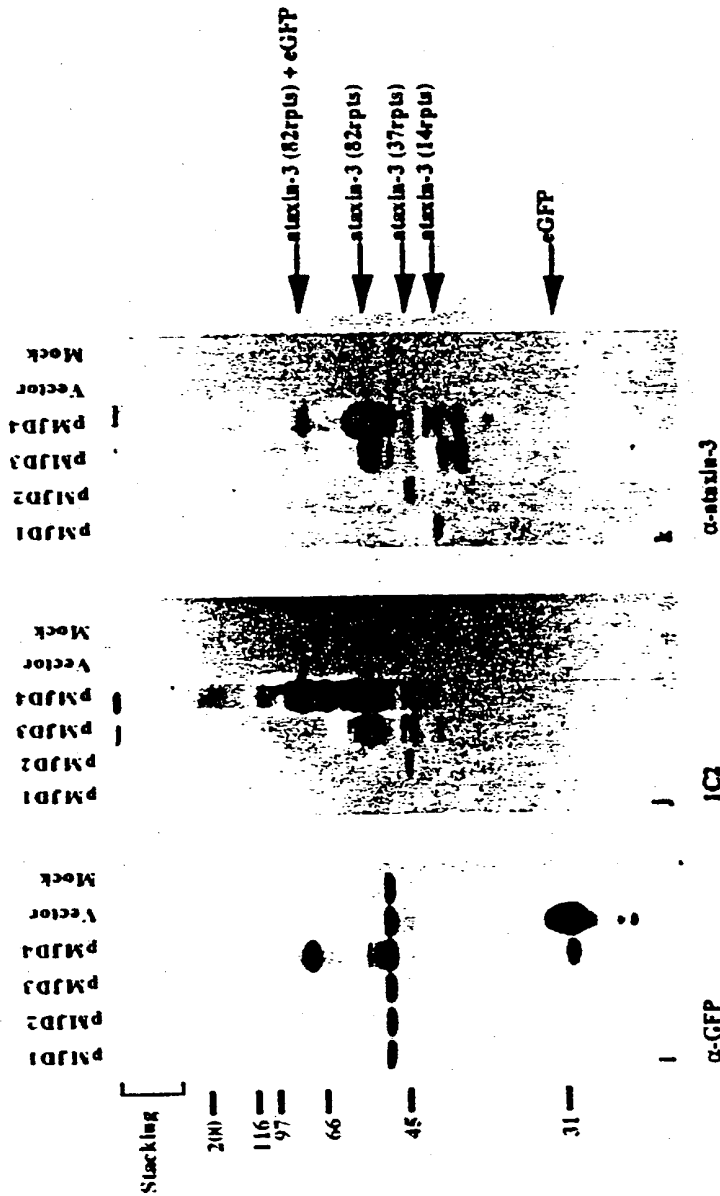 Stacking
200
116
97
66
45
31
pMJD1
pMJD2
pMJD3
pMJD4
Vector
Mock
i
α-GFP
pMJD1
pMJD2
pMJD3
pMJD4
Vector
Mock
j
1C2
pMJD1
pMJD2
pMJD3
pMJD4
Vector
Mock
k
α-ataxin-3
ataxin-3 (82rpts) + eGFP
ataxin-3 (82rpts)
ataxin-3 (37rpts)
ataxin-3 (14rpts)
eGFP